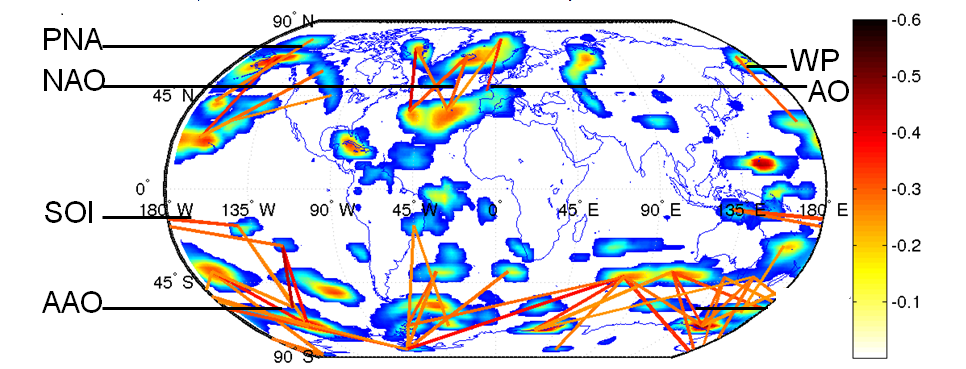 90° N
-0.6
PNA
WP
NAO
AO
45° N
-0.5
-0.4
0°
-0.3
SOI
180° W 135° W 90° W 45° W 0° 45° E 90° E 135° E 180° E
-0.2
45° S
AAO
-0.1
90° S